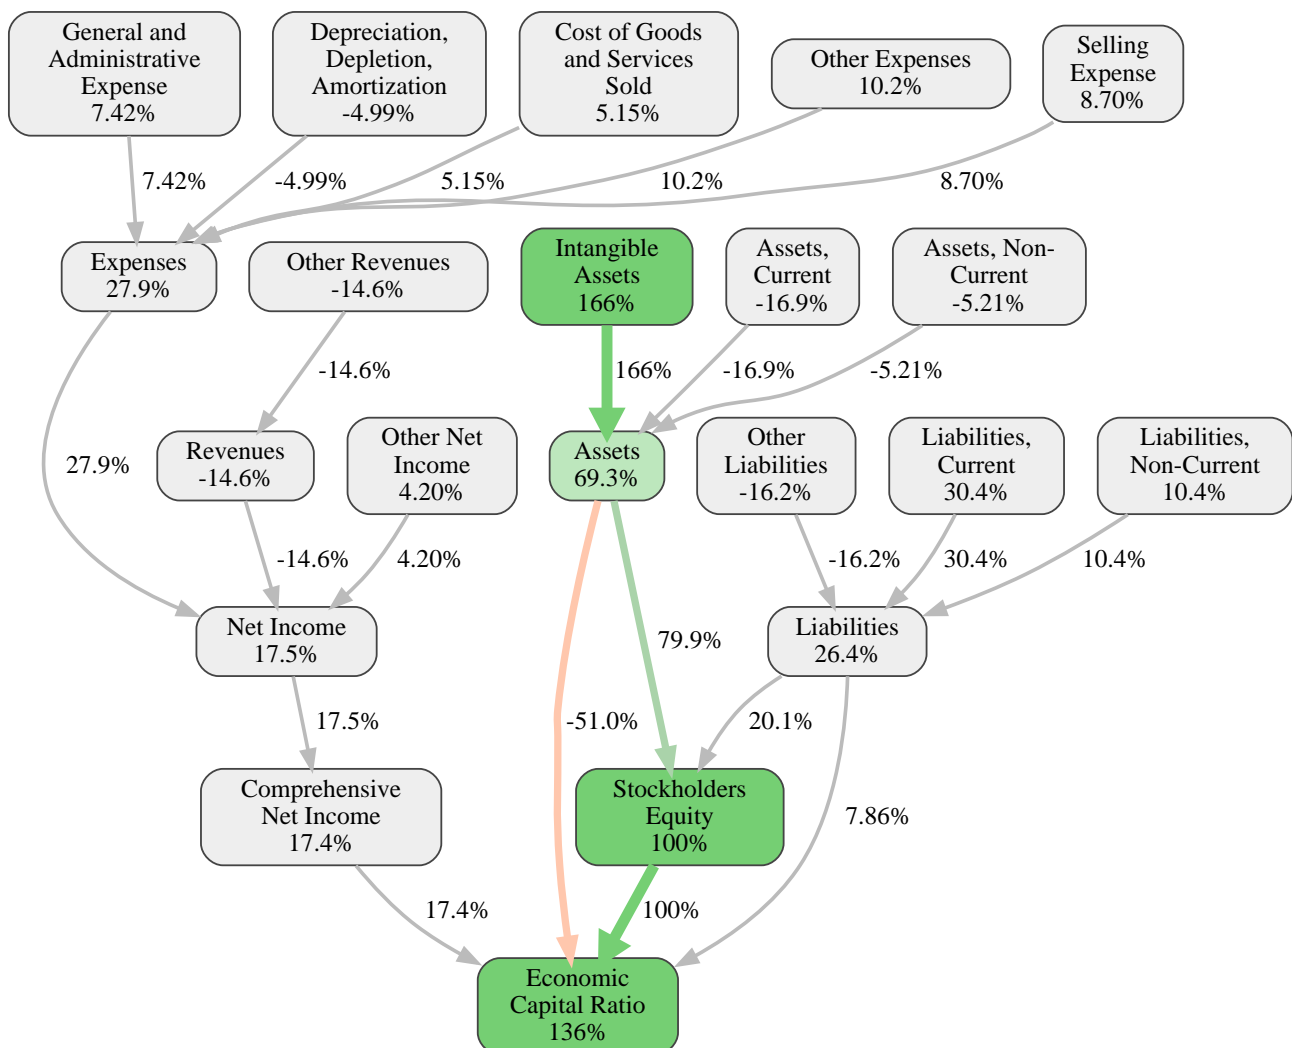 General and
Administrative
Expense
7.42%
Depreciation,
Depletion,
Amortization
-4.99%
Cost of Goods
and Services
Sold
5.15%
Other Expenses
10.2%
Selling
Expense
8.70%
7.42%
-4.99%
5.15%
10.2%
8.70%
Expenses
27.9%
Other Revenues
-14.6%
Intangible
Assets
166%
Assets,
Current
-16.9%
Assets, Non-
Current
-5.21%
-14.6%
166%
-16.9%
-5.21%
27.9%
Revenues
-14.6%
Other Net
Income
4.20%
Assets
69.3%
Other
Liabilities
-16.2%
Liabilities,
Current
30.4%
Liabilities,
Non-Current
10.4%
-14.6%
4.20%
-16.2%
30.4%
10.4%
Net Income
17.5%
79.9%
Liabilities
26.4%
17.5%
-51.0%
20.1%
Comprehensive
Net Income
17.4%
Stockholders
Equity
100%
7.86%
17.4%
100%
Economic
Capital Ratio
136%